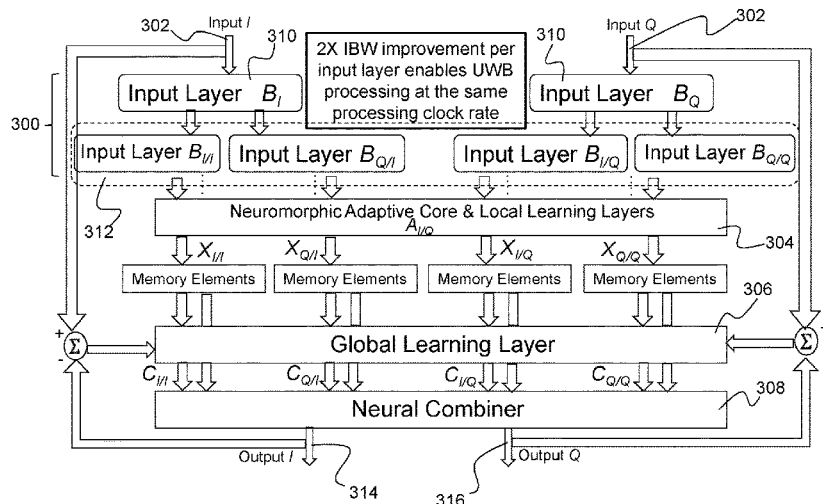 302
Input I
310
2X IBW improvement per
input layer enables UWB
processing at the same
processing clock rate
Input Q
302
310
300
Input Layer B_I
Input Layer B_Q
Input Layer B_I/I
Input Layer B_Q/I
Input Layer B_I/Q
Input Layer B_Q/Q
312
Neuromorphic Adaptive Core & Local Learning Layers
A_I/Q
304
X_I/I
X_Q/I
X_I/Q
X_Q/Q
Memory Elements
Memory Elements
Memory Elements
Memory Elements
306
+
Σ
-
Global Learning Layer
Σ
C_I/I
C_Q/I
C_I/Q
C_Q/Q
Neural Combiner
308
Output I
314
316
Output Q